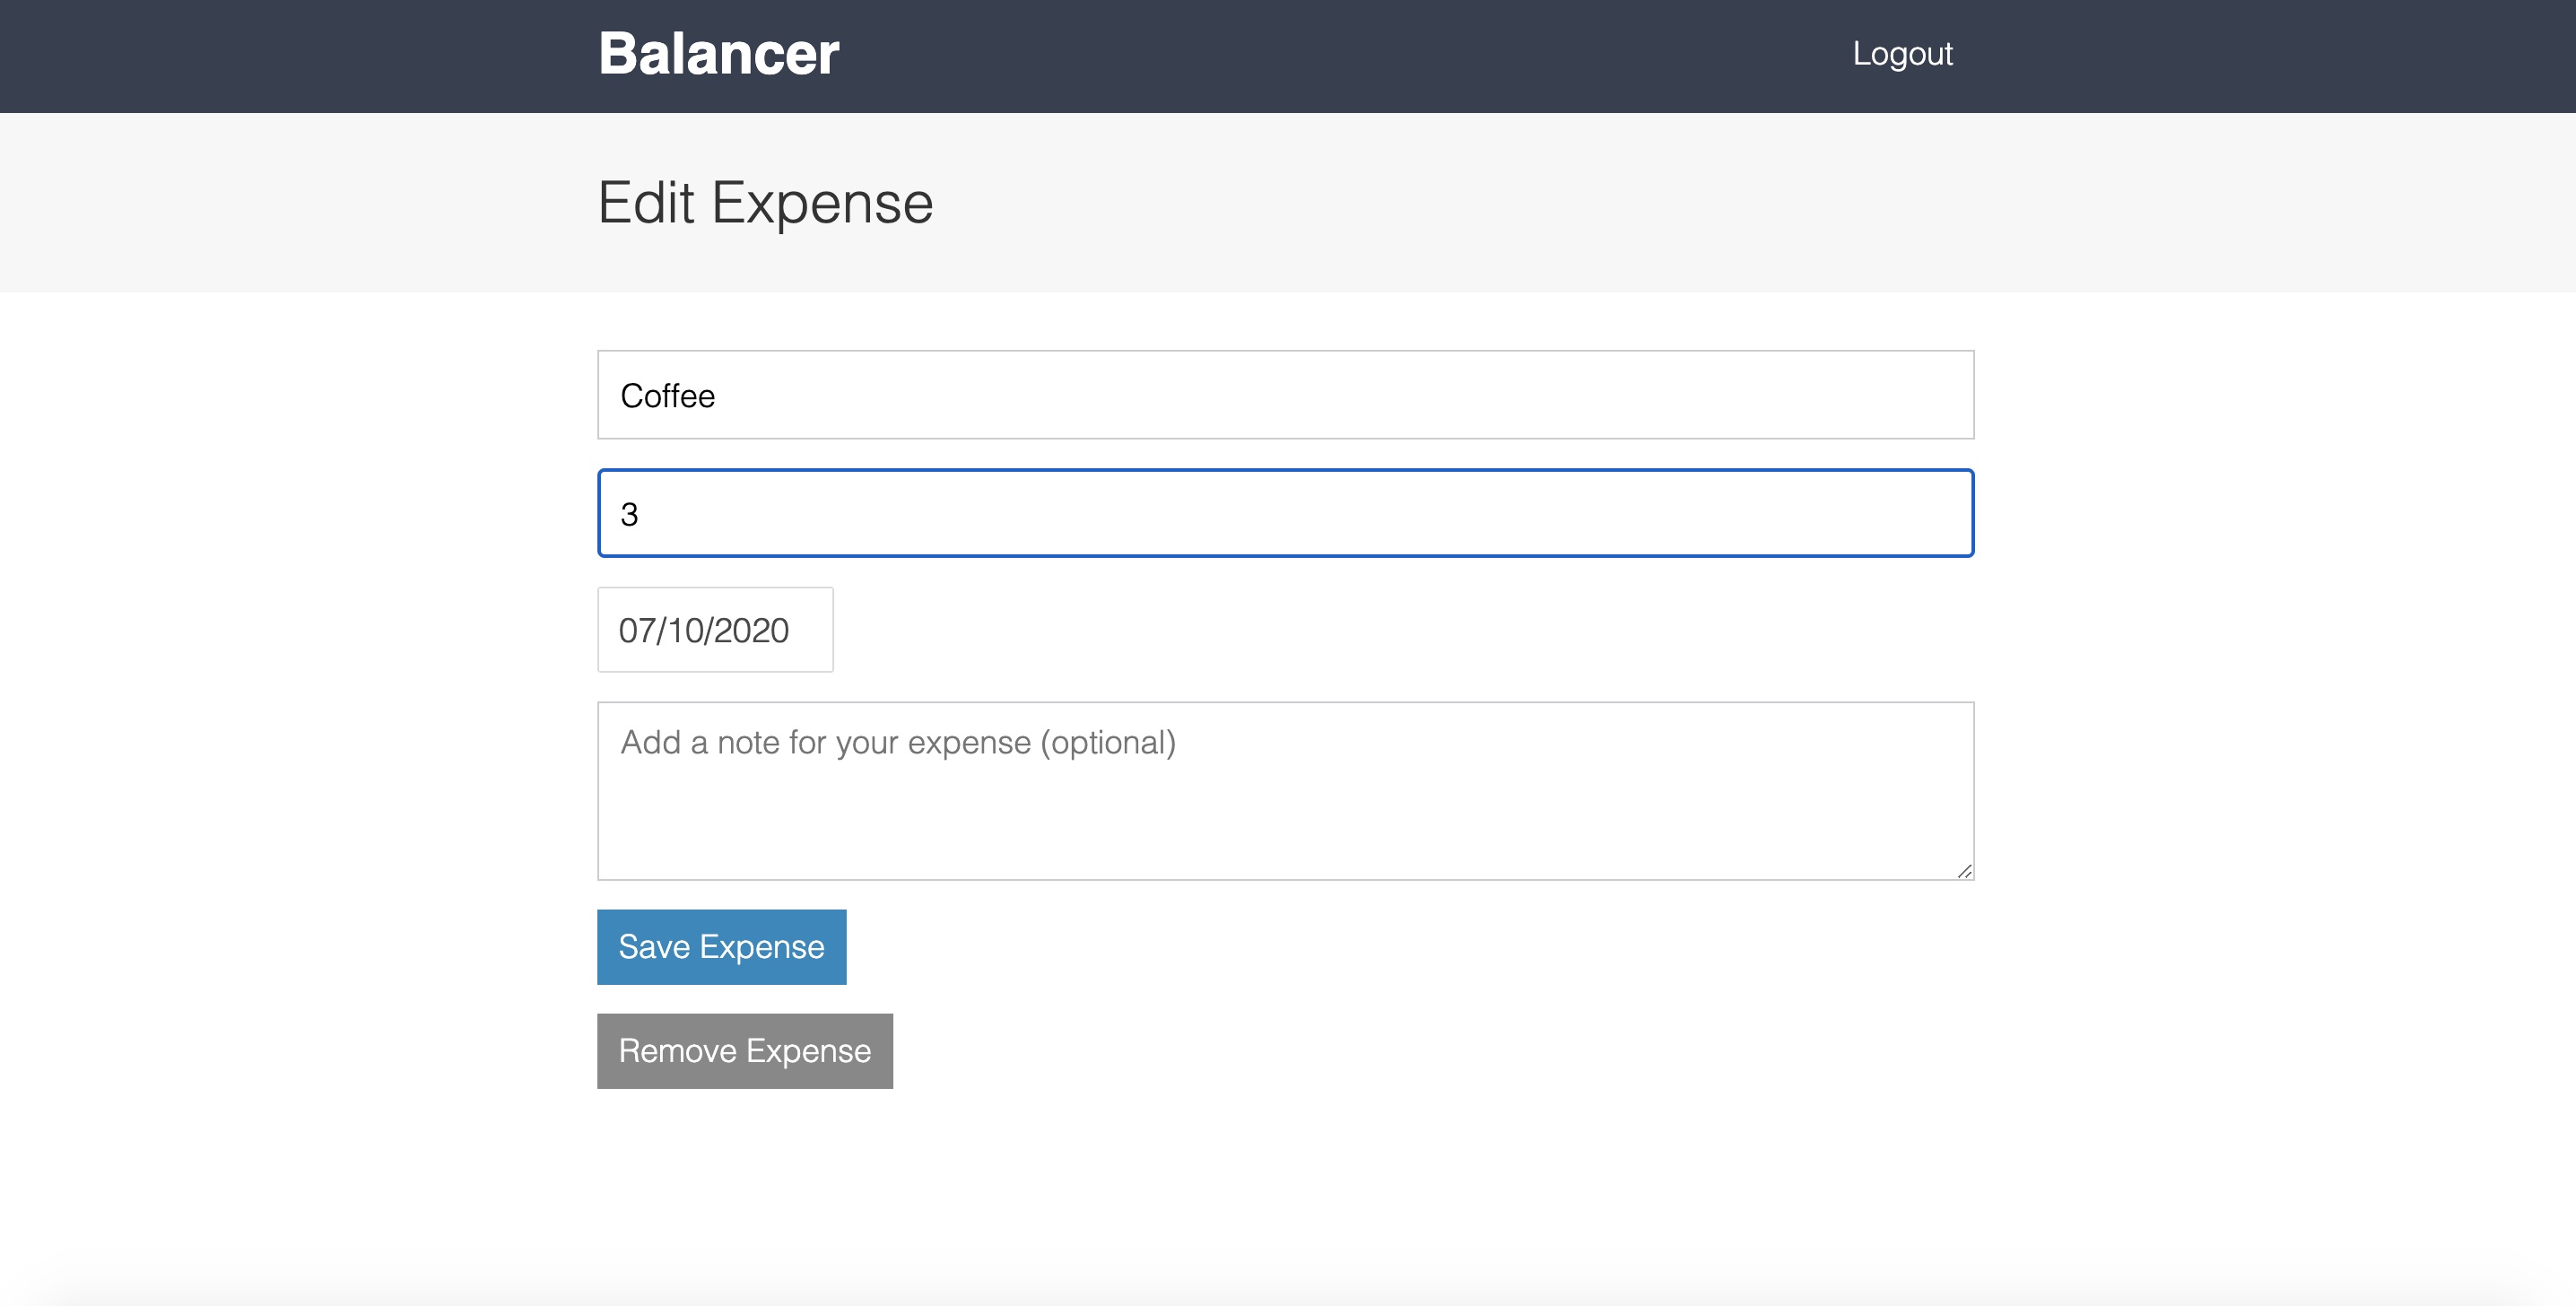 Balancer
Logout
Edit Expense
Coffee
3
07/10/2020
Add a note for your expense (optional)
Save Expense
Remove Expense